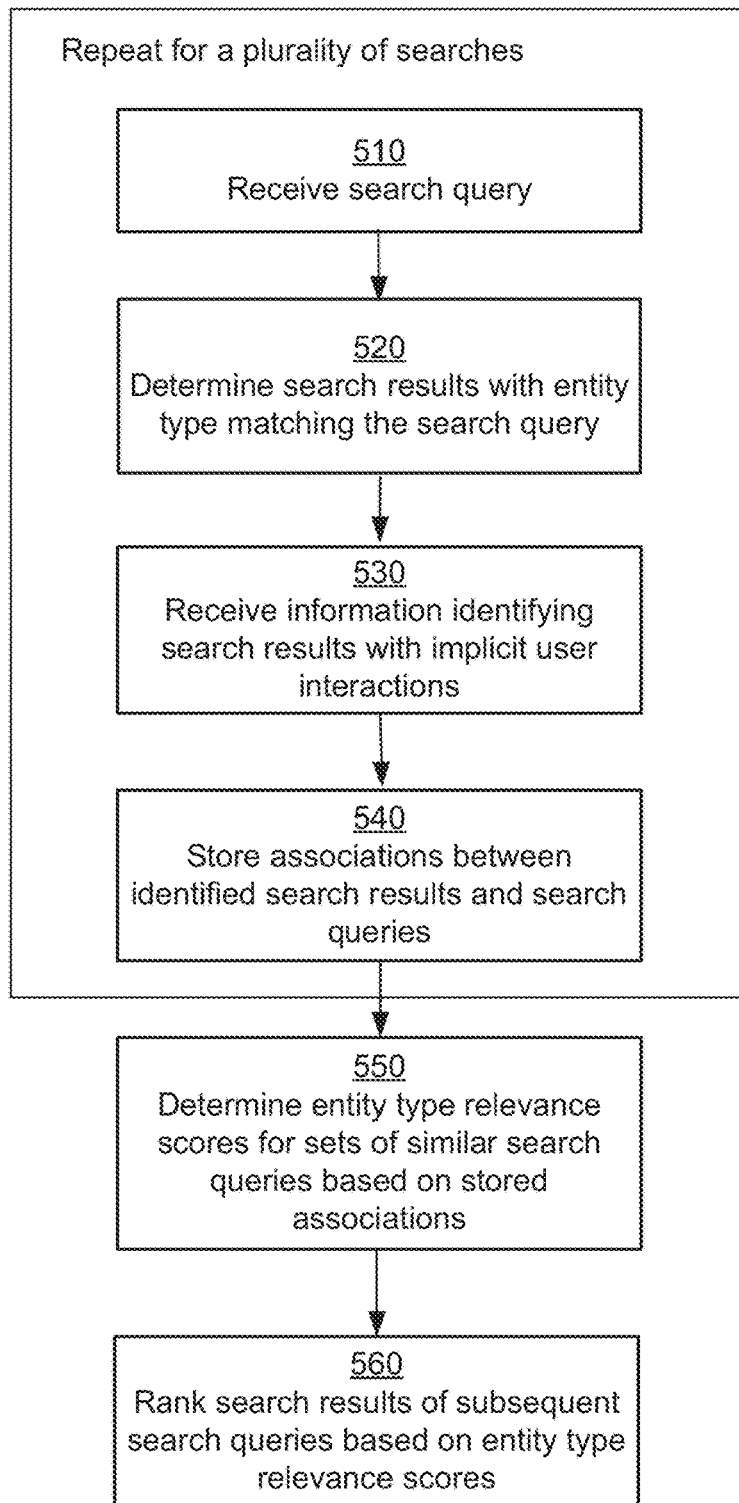 Repeat for a plurality of searches
510
Receive search query
520
Determine search results with entity
type matching the search query
530
Receive information identifying
search results with implicit user
interactions
540
Store associations between
identified search results and search
queries
550
Determine entity type relevance
scores for sets of similar search
queries based on stored
associations
560
Rank search results of subsequent
search queries based on entity type
relevance scores